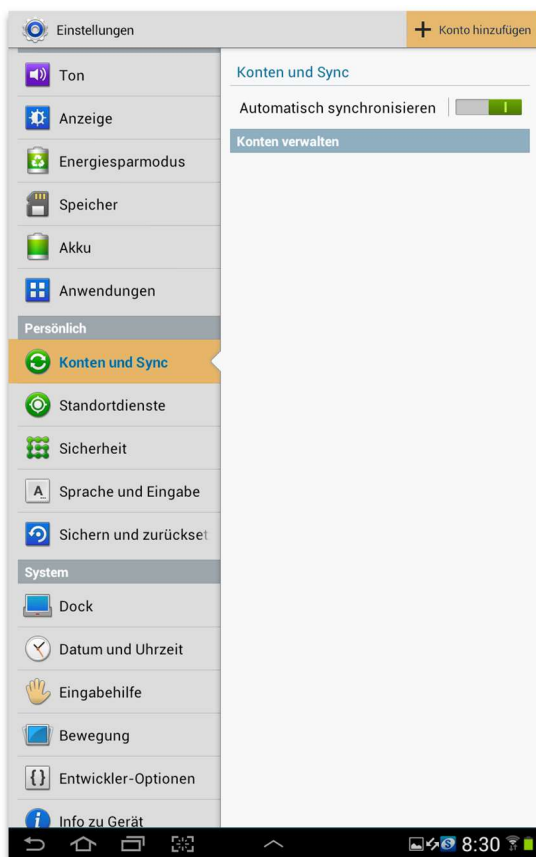 Einstellungen
Konto hinzufügen
Ton
Anzeige
Energiesparmodus
Speicher
Akku
Anwendungen
Persönlich
Konten und Sync
Standortdienste
Sicherheit
A
Sprache und Eingabe
Sichern und zurückset
System
Dock
Datum und Uhrzeit
Eingabehilfe
Bewegung
{} Entwickler-Optionen
i Info zu Gerät
Konten und Sync
Automatisch synchronisieren
Konten verwalten
8:30